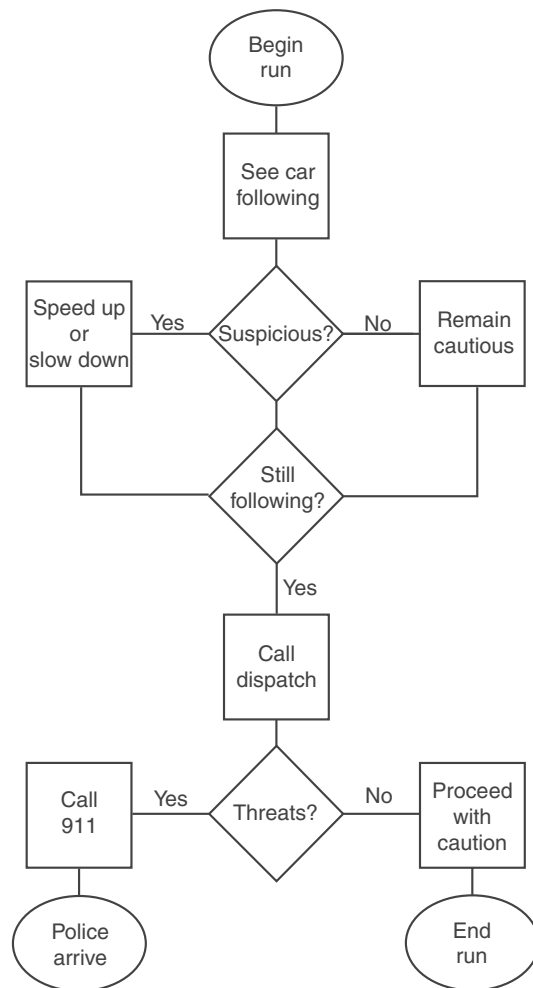 Begin
run
See car
following
Speed up
or
slow down
Yes
Suspicious?
No
Remain
cautious
Still
following?
Yes
Call
dispatch
Call
911
Yes
Threats?
No
Proceed
with
caution
Police
arrive
End
run